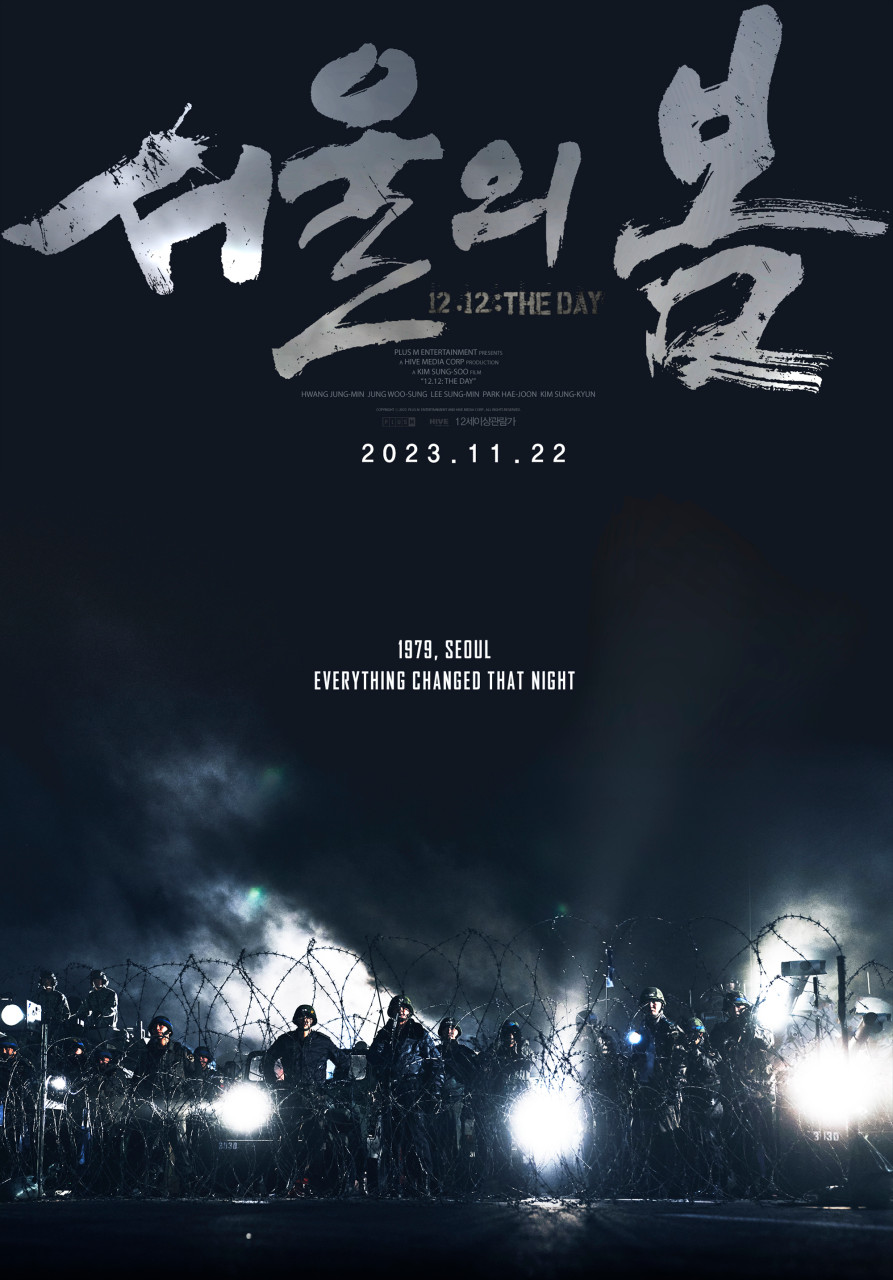 서울의 봄
12.12:THE DAY
PLUS M ENTERTAINMENT PRESENTS
A HIVE MEDIA CORP PRODUCTION
A KIM SUNG-SOO FILM
"12.12: THE DAY"
HWANG JUNG-MIN JUNG WOO-SUNG LEE SUNG-MIN PARK HAE-JOON KIM SUNG-KYUN
PLUS M HIVE 12세이상관람가
2023.11.22
1979, SEOUL
EVERYTHING CHANGED THAT NIGHT